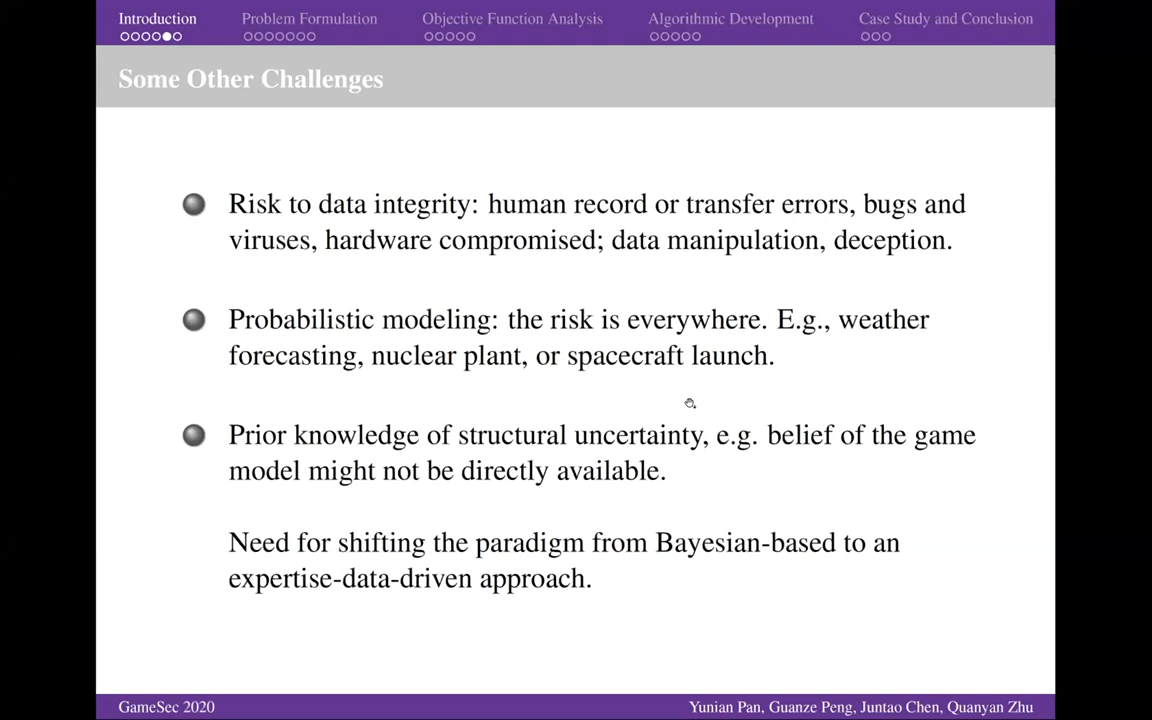 Introduction
Problem Formulation
Objective Function Analysis
Algorithmic Development
Case Study and Conclusion
Some Other Challenges
Risk to data integrity: human record or transfer errors, bugs and
viruses, hardware compromised; data manipulation, deception.
Probabilistic modeling: the risk is everywhere. E.g., weather
forecasting, nuclear plant, or spacecraft launch.
Prior knowledge of structural uncertainty, e.g. belief of the game
model might not be directly available.
Need for shifting the paradigm from Bayesian-based to an
expertise-data-driven approach.
GameSec 2020
Yunian Pan, Guanze Peng, Juntao Chen, Quanyan Zhu